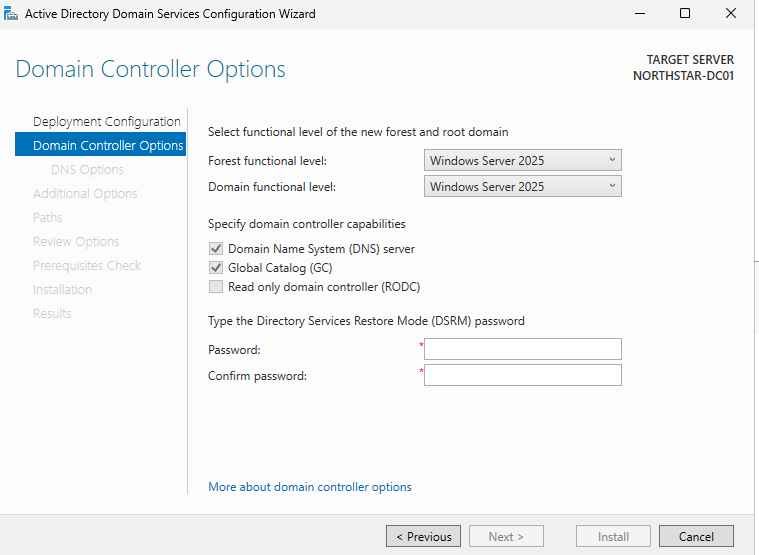 Active Directory Domain Services Configuration Wizard
Domain Controller Options
TARGET SERVER
NORTHSTAR-DC01
Deployment Configuration
Domain Controller Options
DNS Options
Additional Options
Paths
Review Options
Prerequisites Check
Installation
Results
Select functional level of the new forest and root domain
Forest functional level: Windows Server 2025
Domain functional level: Windows Server 2025
Specify domain controller capabilities
Domain Name System (DNS) server
Global Catalog (GC)
Read only domain controller (RODC)
Type the Directory Services Restore Mode (DSRM) password
Password: *
Confirm password: *
More about domain controller options
< Previous Next > Install Cancel